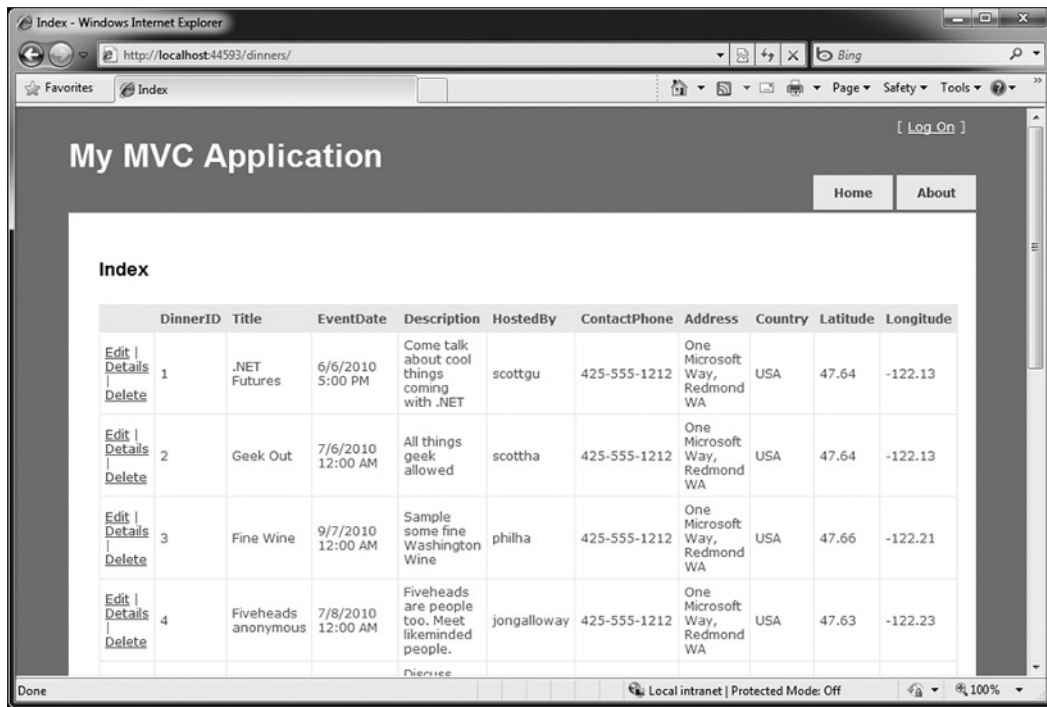 Index - Windows Internet Explorer
http://localhost:44593/dinners/
Bing
Favorites
Index
Page
Safety
Tools
[ Log On ]
My MVC Application
Home
About
Index
DinnerID Title EventDate Description HostedBy ContactPhone Address Country Latitude Longitude
Edit | Details | Delete 1 .NET Futures 6/6/2010 5:00 PM Come talk about cool things coming with .NET scottgu 425-555-1212 One Microsoft Way, Redmond WA USA 47.64 -122.13
Edit | Details | Delete 2 Geek Out 7/6/2010 12:00 AM All things geek allowed scottha 425-555-1212 One Microsoft Way, Redmond WA USA 47.64 -122.13
Edit | Details | Delete 3 Fine Wine 9/7/2010 12:00 AM Sample some fine Washington Wine philha 425-555-1212 One Microsoft Way, Redmond WA USA 47.66 -122.21
Edit | Details | Delete 4 Fiveheads anonymous 7/8/2010 12:00 AM Fiveheads are people too. Meet likeminded people. jongalloway 425-555-1212 One Microsoft Way, Redmond WA USA 47.63 -122.23
Discuss
Done
Local intranet | Protected Mode: Off
100%